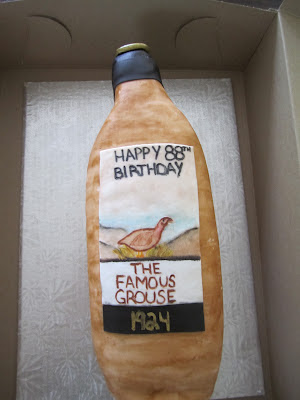 HAPPY 88TH
BIRTHDAY
THE
FAMOUS
GROUSE
1924